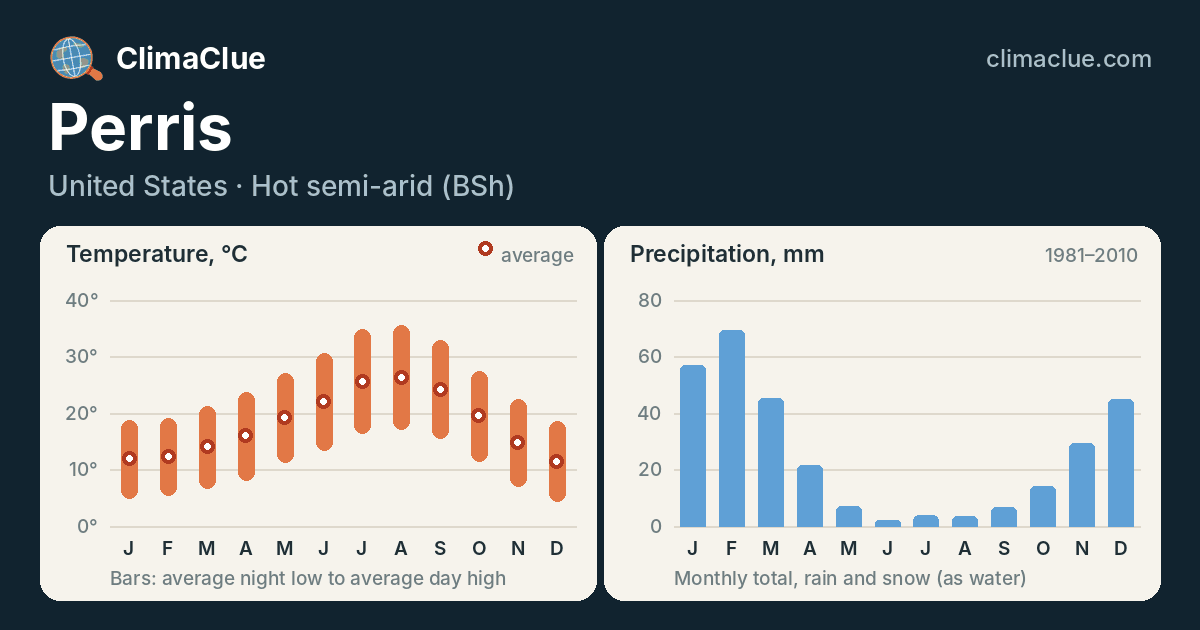 ClimaClue
climaclue.com
Perris
United States · Hot semi-arid (BSh)
Temperature, °C
average
40°
30°
20°
10°
0°
J F M A M J J A S O N D
Bars: average night low to average day high
Precipitation, mm
1981–2010
80
60
40
20
0
J F M A M J J A S O N D
Monthly total, rain and snow (as water)